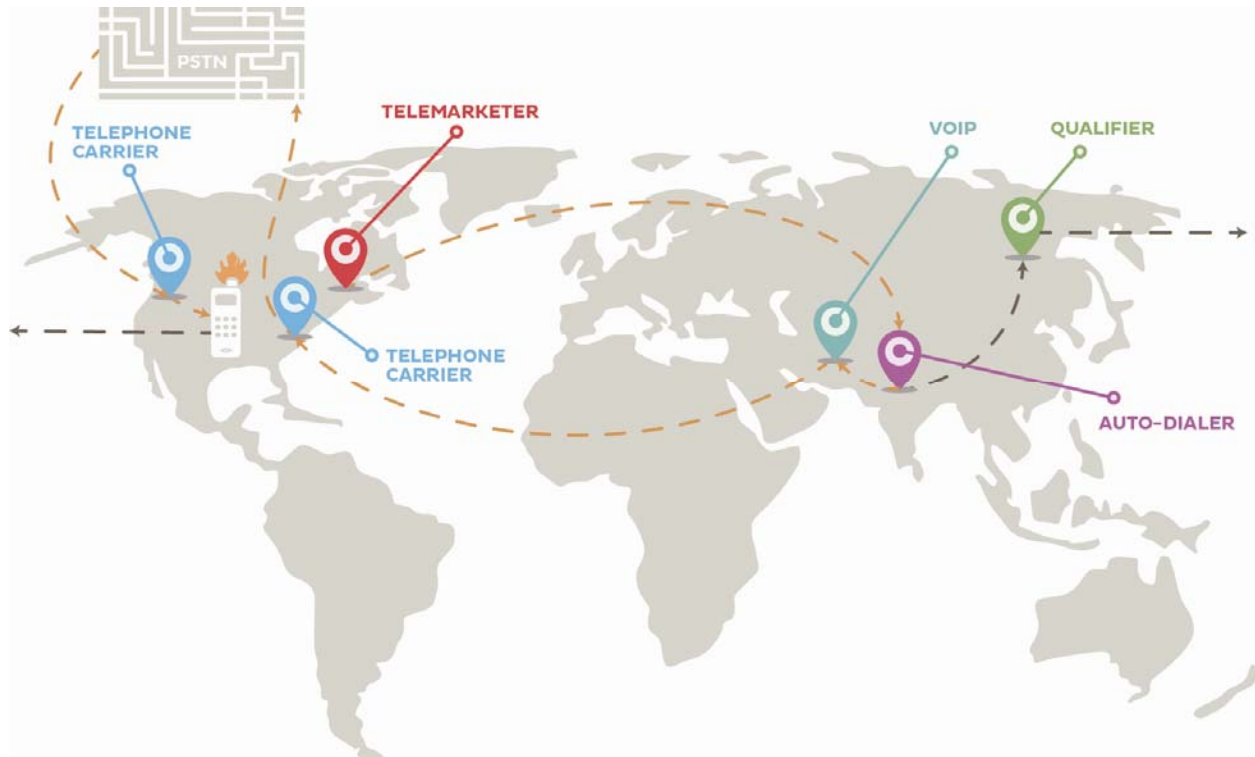 PSTN
TELEMARKETER
TELEPHONE
CARRIER
VOIP
QUALIFIER
TELEPHONE
CARRIER
AUTO-DIALER